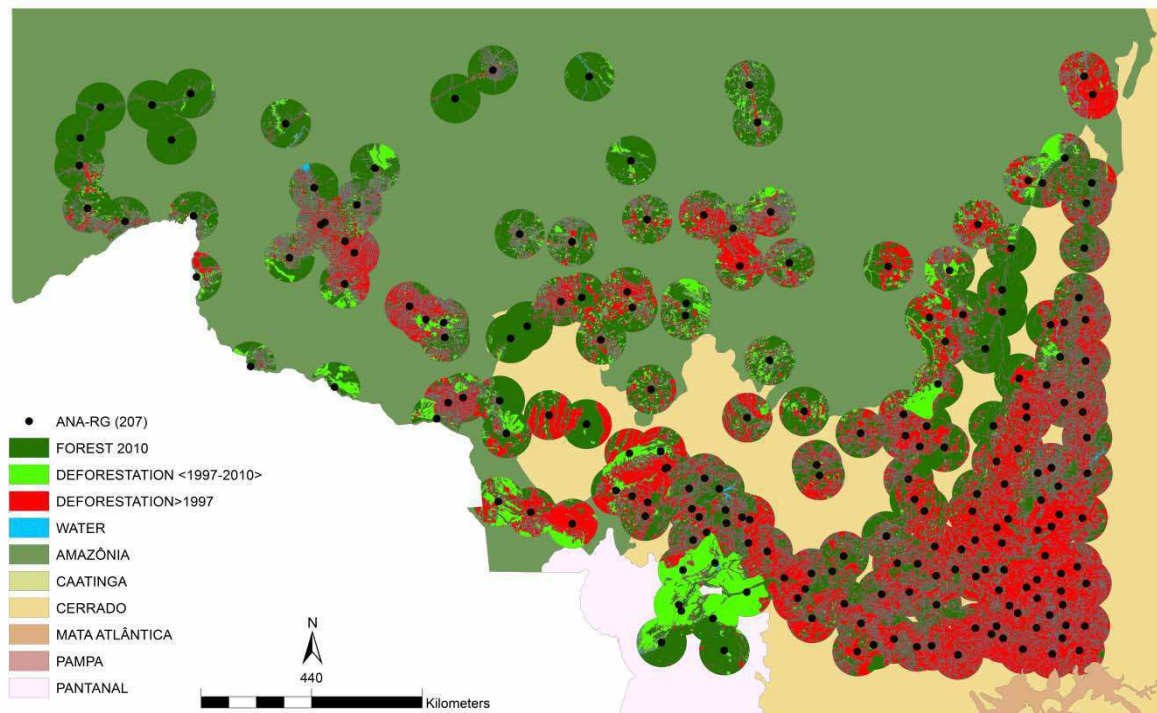 ANA-RG (207)
FOREST 2010
DEFORESTATION <1997-2010>
DEFORESTATION>1997
WATER
AMAZÔNIA
CAATINGA
CERRADO
MATA ATLÂNTICA
PAMPA
PANTANAL
N
440
Kilometers